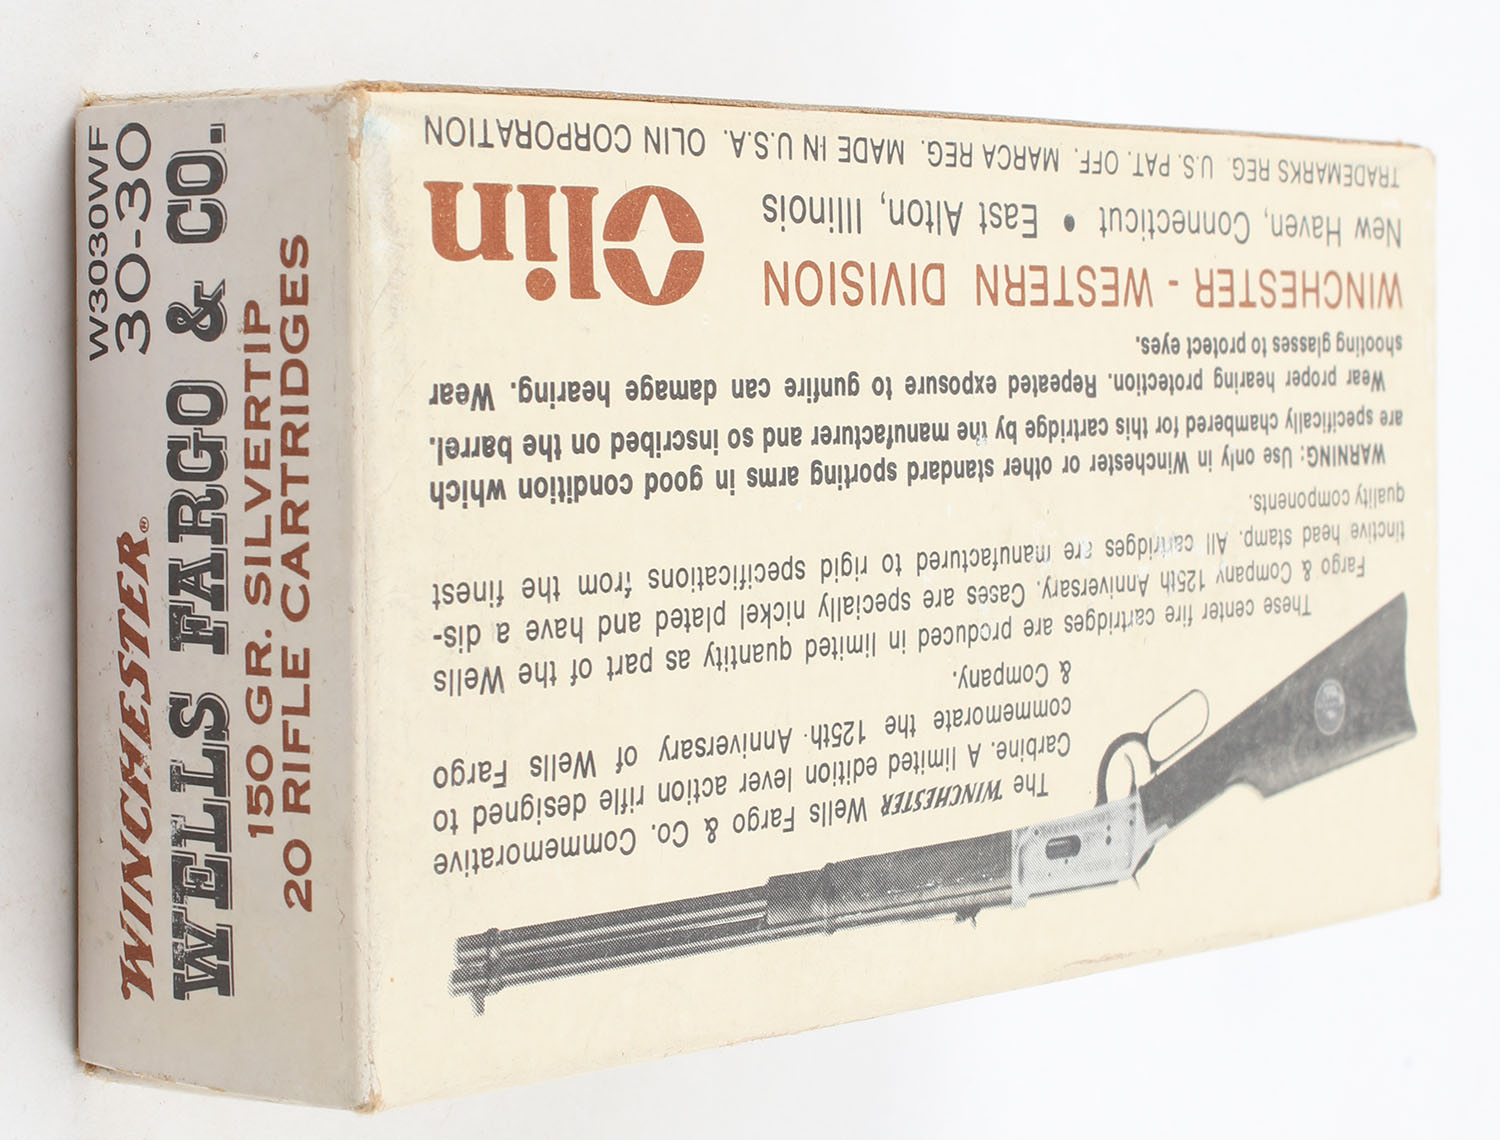 W3030WF
30-30
WINCHESTER®
WELLS FARGO & CO.
150 GR. SILVERTIP
20 RIFLE CARTRIDGES
The WINCHESTER Wells Fargo & Co. Commemorative
Carbine. A limited edition lever action rifle designed to
commemorate the 125th Anniversary of Wells Fargo
& Company.
These center fire cartridges are produced in limited quantity as part of the Wells
Fargo & Company 125th Anniversary. Cases are specially nickel plated and have a dis-
tinctive head stamp. All cartridges are manufactured to rigid specifications from the finest
quality components.
WARNING: Use only in Winchester or other standard sporting arms in good condition which
are specifically chambered for this cartridge by the manufacturer and so inscribed on the barrel.
Wear proper hearing protection. Repeated exposure to gunfire can damage hearing. Wear
shooting glasses to protect eyes.
WINCHESTER - WESTERN DIVISION
Olin
New Haven, Connecticut • East Alton, Illinois
TRADEMARKS REG. U.S. PAT. OFF. MARCA REG. MADE IN U.S.A. OLIN CORPORATION